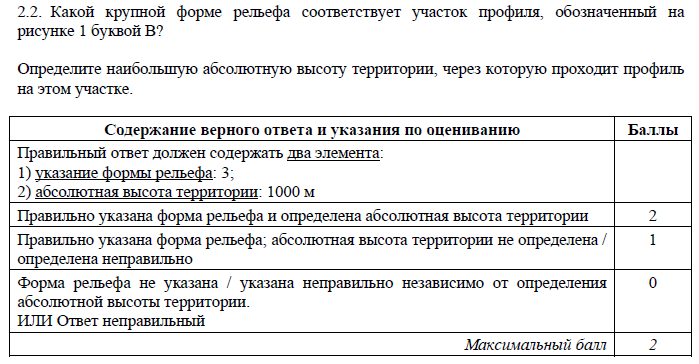 2.2. Какой крупной форме рельефа соответствует участок профиля, обозначенный на
рисунке 1 буквой В?
Определите наибольшую абсолютную высоту территории, через которую проходит профиль
на этом участке.
Содержание верного ответа и указания по оцениванию Баллы
Правильный ответ должен содержать два элемента:
1) указание формы рельефа: 3;
2) абсолютная высота территории: 1000 м
Правильно указана форма рельефа и определена абсолютная высота территории 2
Правильно указана форма рельефа; абсолютная высота территории не определена / 1
определена неправильно
Форма рельефа не указана / указана неправильно независимо от определения 0
абсолютной высоты территории.
ИЛИ Ответ неправильный
Максимальный балл 2